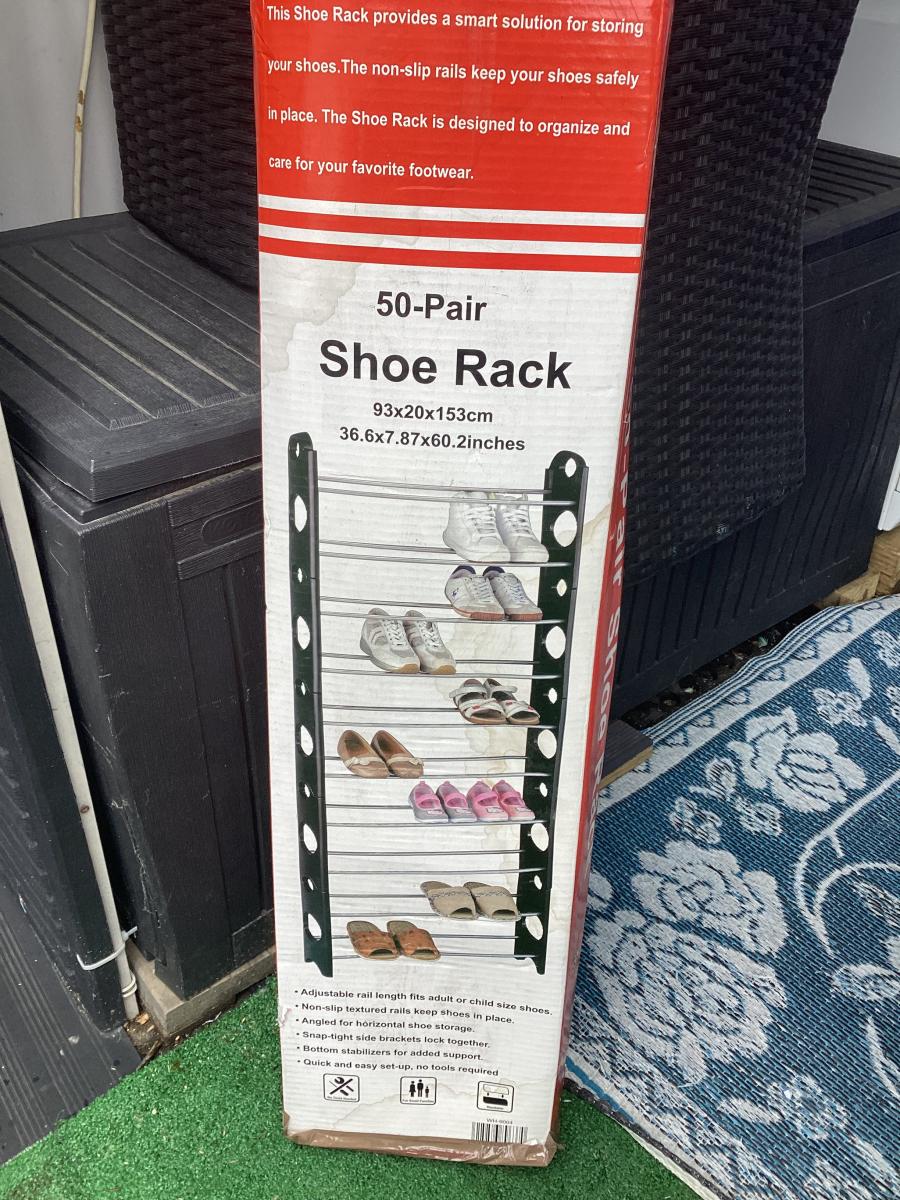 This Shoe Rack provides a smart solution for storing
your shoes.The non-slip rails keep your shoes safely
in place. The Shoe Rack is designed to organize and
care for your favorite footwear.
50-Pair
Shoe Rack
93x20x153cm
36.6x7.87x60.2inches
• Adjustable rail length fits adult or child size shoes.
• Non-slip textured rails keep shoes in place.
• Angled for horizontal shoe storage.
• Snap-tight side brackets lock together.
• Bottom stabilizers for added support.
• Quick and easy set-up, no tools required
WH-6004
-Pair Shoe